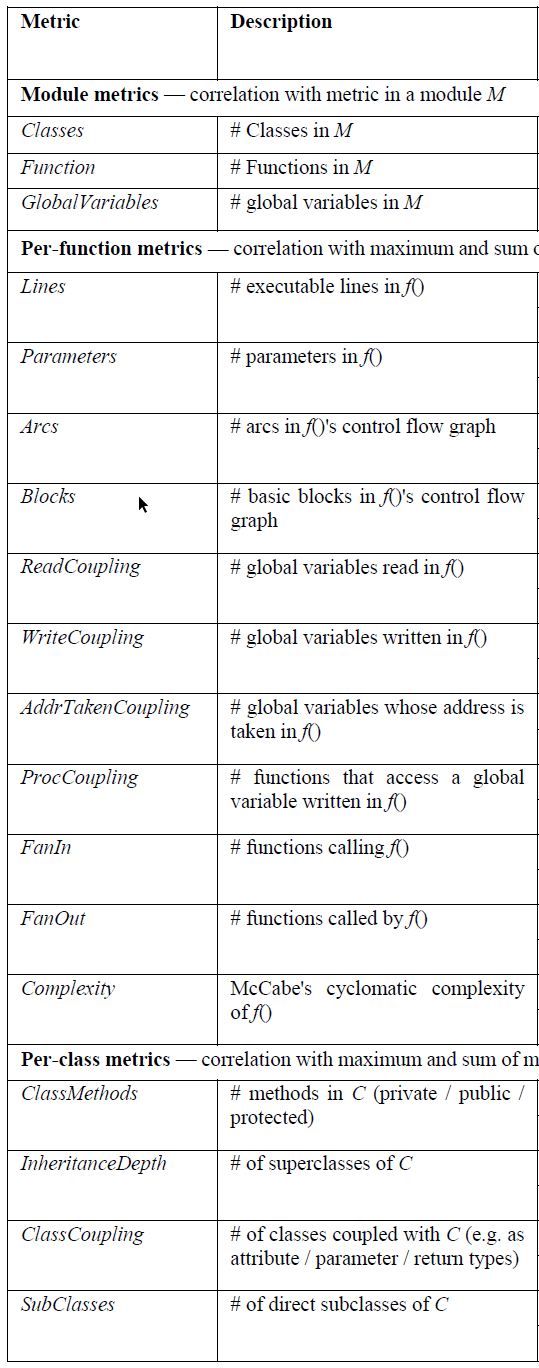 Metric Description
Module metrics — correlation with metric in a module M
Classes # Classes in M
Function # Functions in M
GlobalVariables # global variables in M
Per-function metrics — correlation with maximum and sum o
Lines # executable lines in f()
Parameters # parameters in f()
Arcs # arcs in f()'s control flow graph
Blocks # basic blocks in f()'s control flow
graph
ReadCoupling # global variables read in f()
WriteCoupling # global variables written in f()
AddrTakenCoupling # global variables whose address is
taken in f()
ProcCoupling # functions that access a global
variable written in f()
FanIn # functions calling f()
FanOut # functions called by f()
Complexity McCabe's cyclomatic complexity
of f()
Per-class metrics — correlation with maximum and sum of m
ClassMethods # methods in C (private / public /
protected)
InheritanceDepth # of superclasses of C
ClassCoupling # of classes coupled with C (e.g. as
attribute / parameter / return types)
SubClasses # of direct subclasses of C